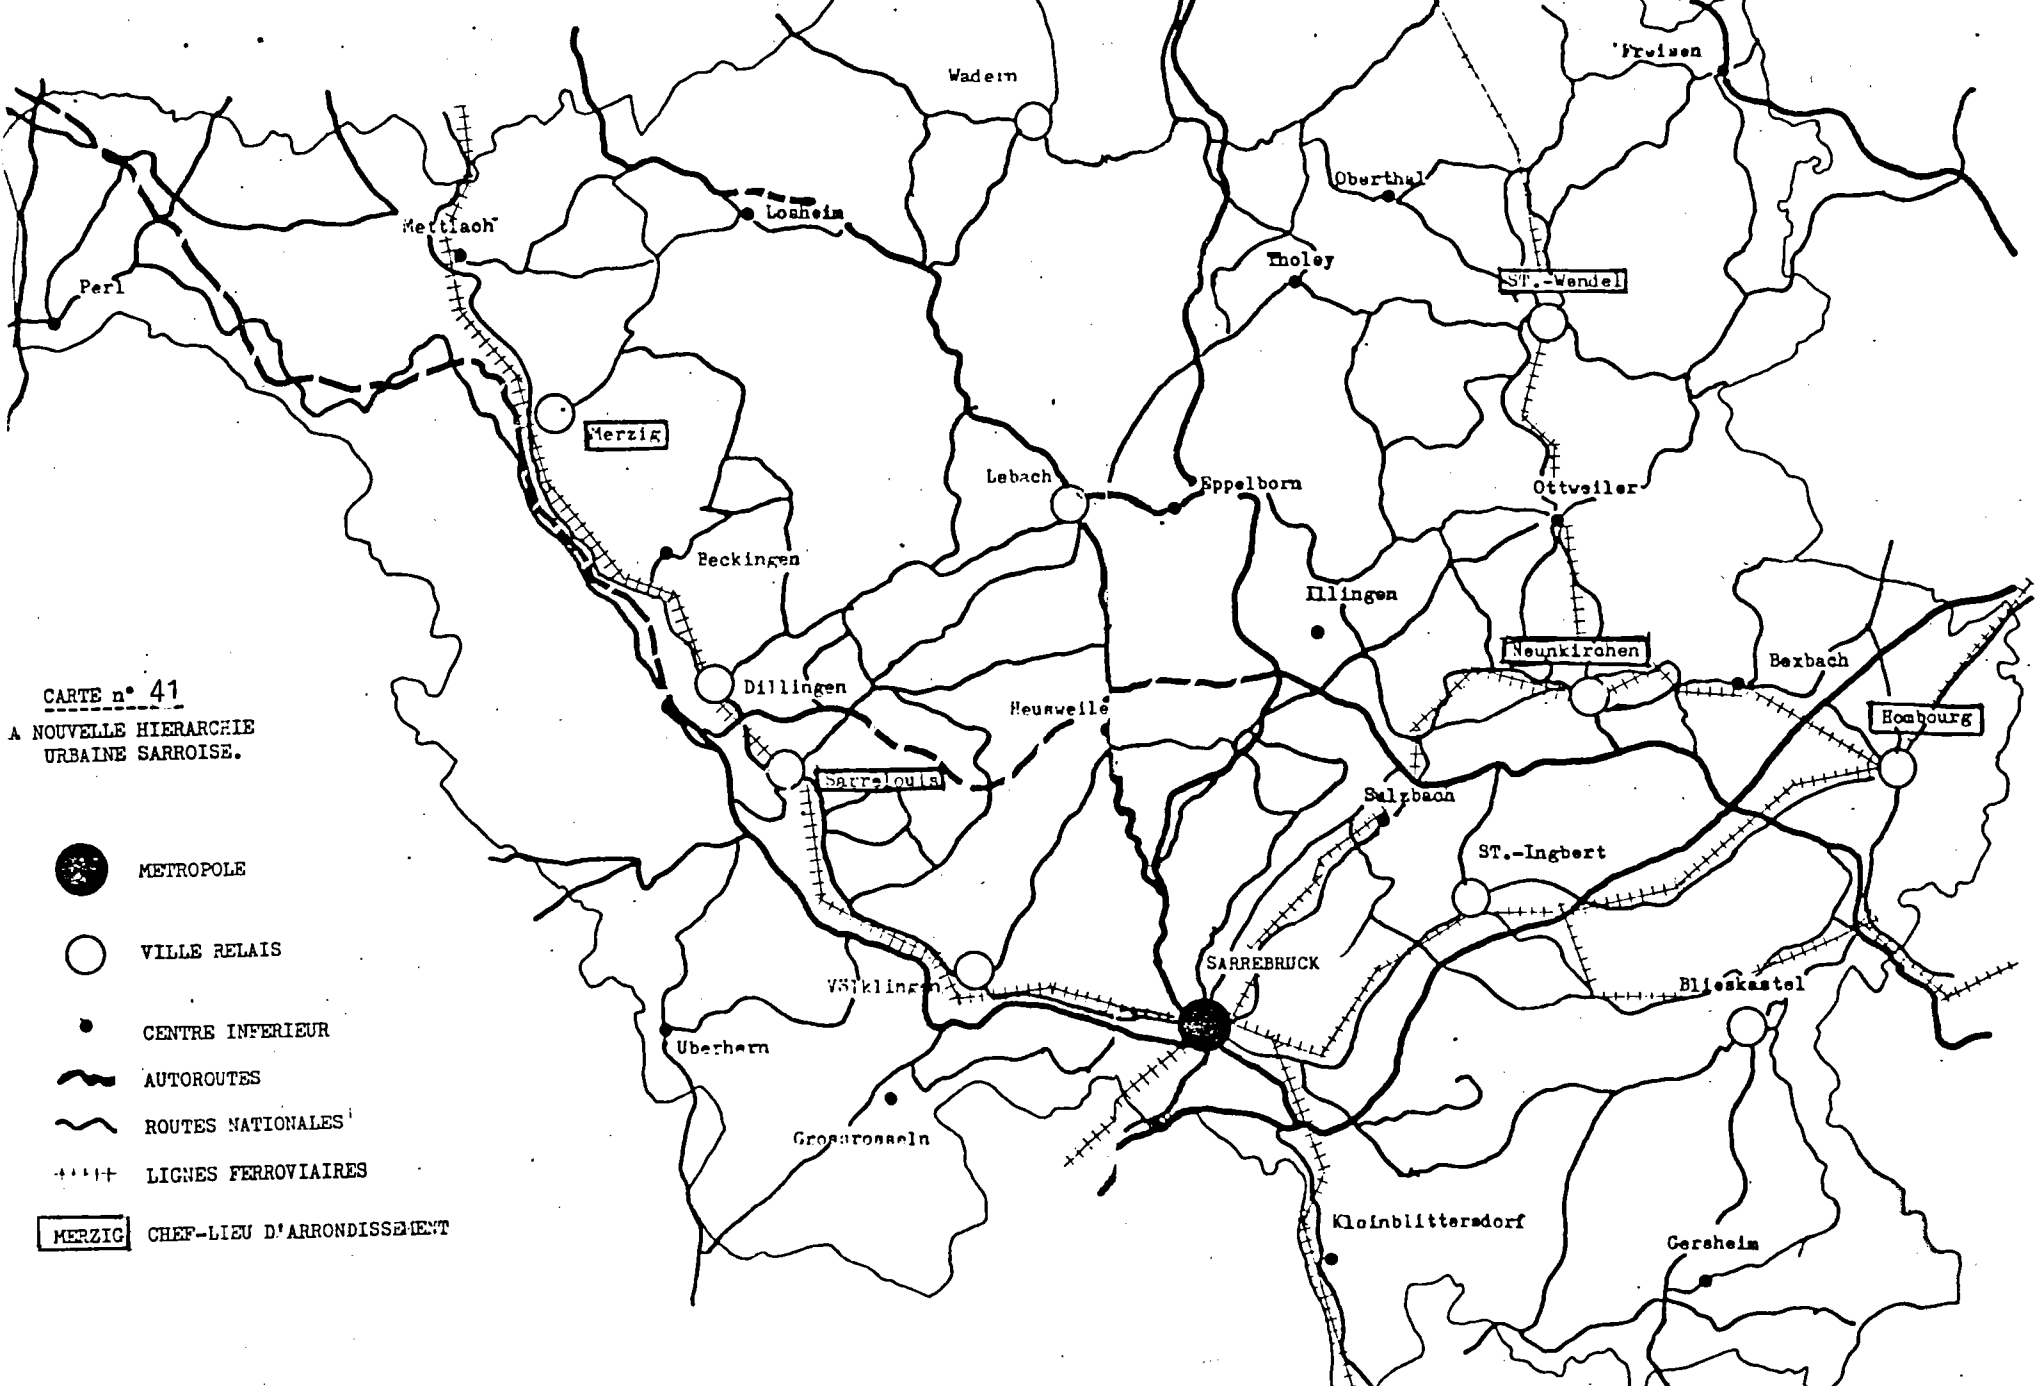 Freisen
Wadern
Oberthal
Losheim
Mettlach
Tholey
ST.-Wendel
Perl
Merzig
Lebach
Eppelborn
Ottweiler
Beckingen
Illingen
Neunkirchen
Bexbach
CARTE n° 41
Dillingen
Heusweile
Hombourg
A NOUVELLE HIERARCHIE
URBAINE SARROISE.
Sarrelouis
Sulzbach
ST.-Ingbert
METROPOLE
VILLE RELAIS
SARREBRUCK
Völklingen
Blieskastel
CENTRE INFERIEUR
Uberhern
AUTOROUTES
ROUTES NATIONALES
Grossrosseln
LIGNES FERROVIAIRES
MERZIG CHEF-LIEU D'ARRONDISSEMENT
Kleinblittersdorf
Gersheim